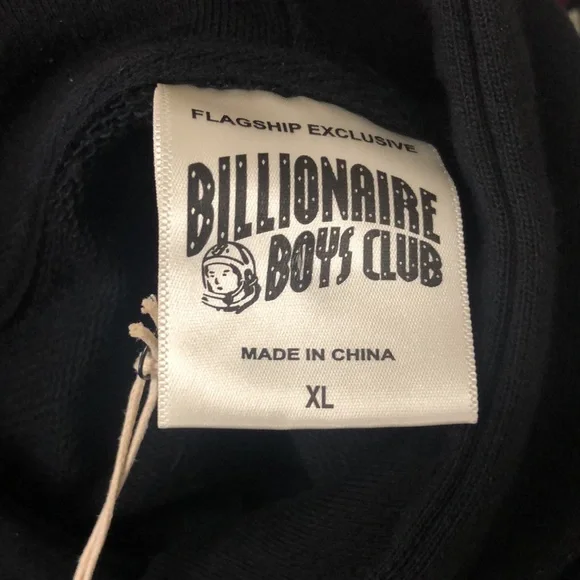 FLAGSHIP EXCLUSIVE
BILLIONAIRE
BOYS CLUB
MADE IN CHINA
XL